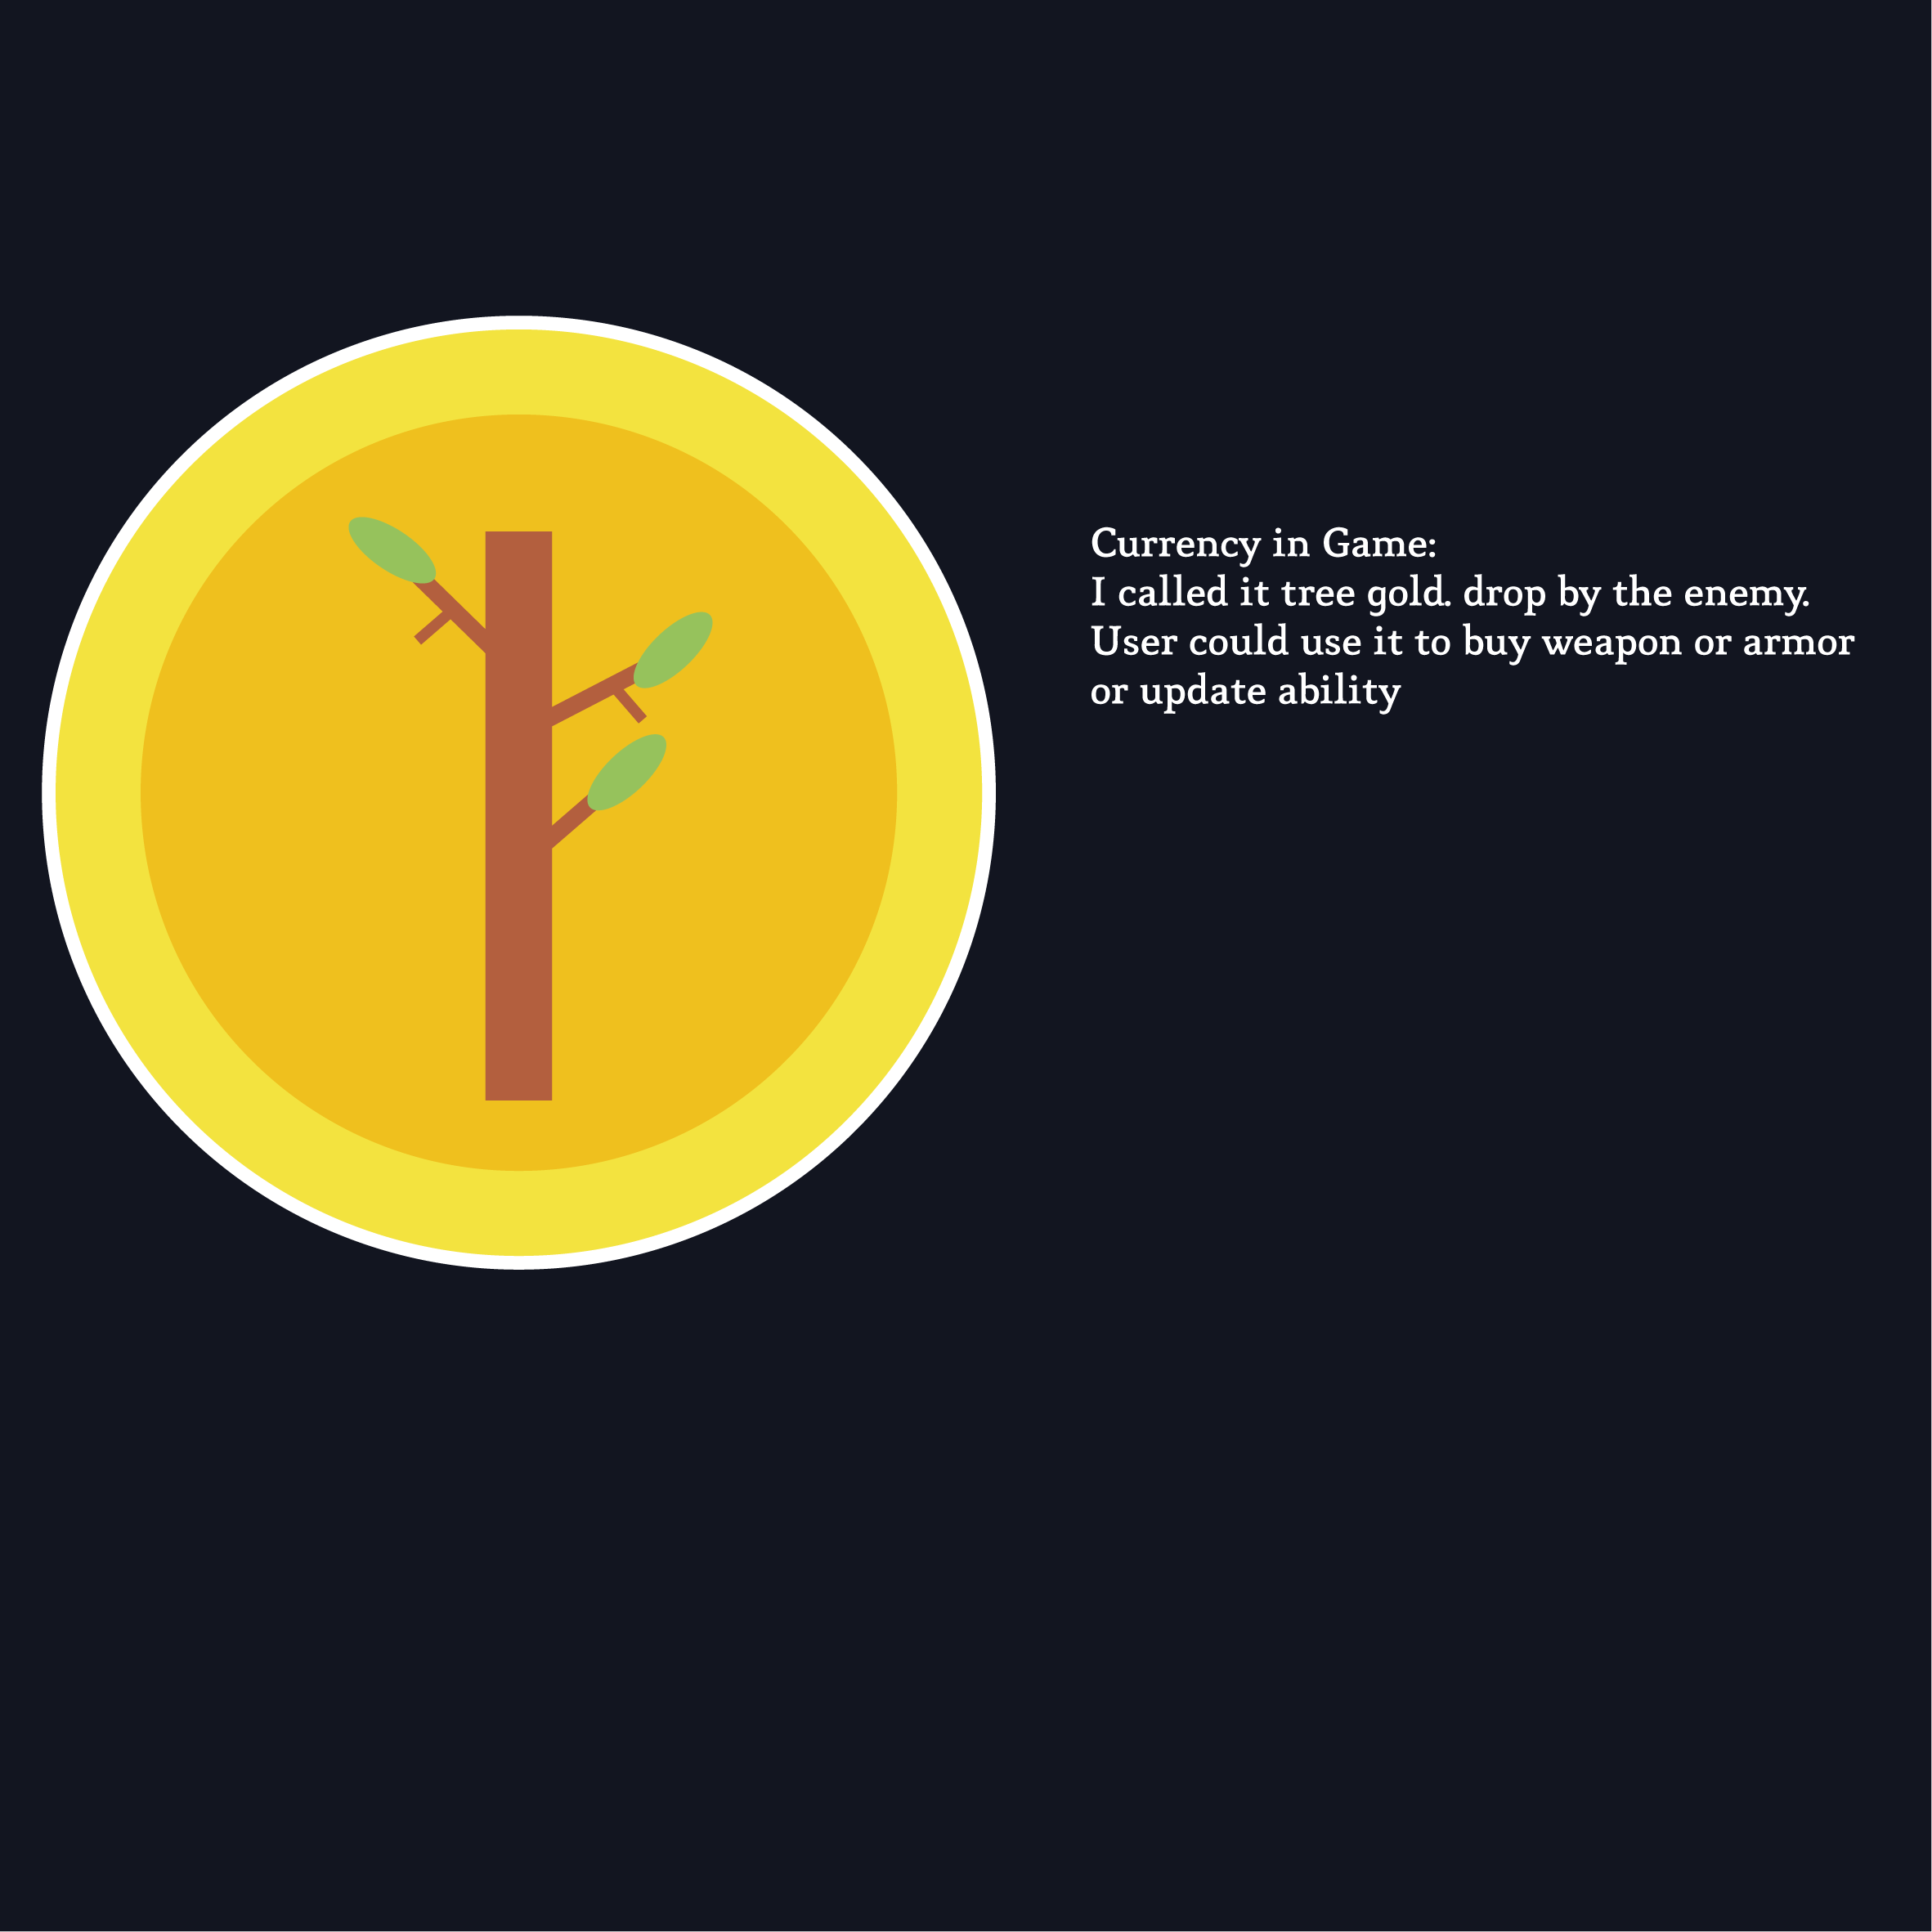 Currency in Game:
I called it tree gold. drop by the enemy.
User could use it to buy weapon or armor
or update ability